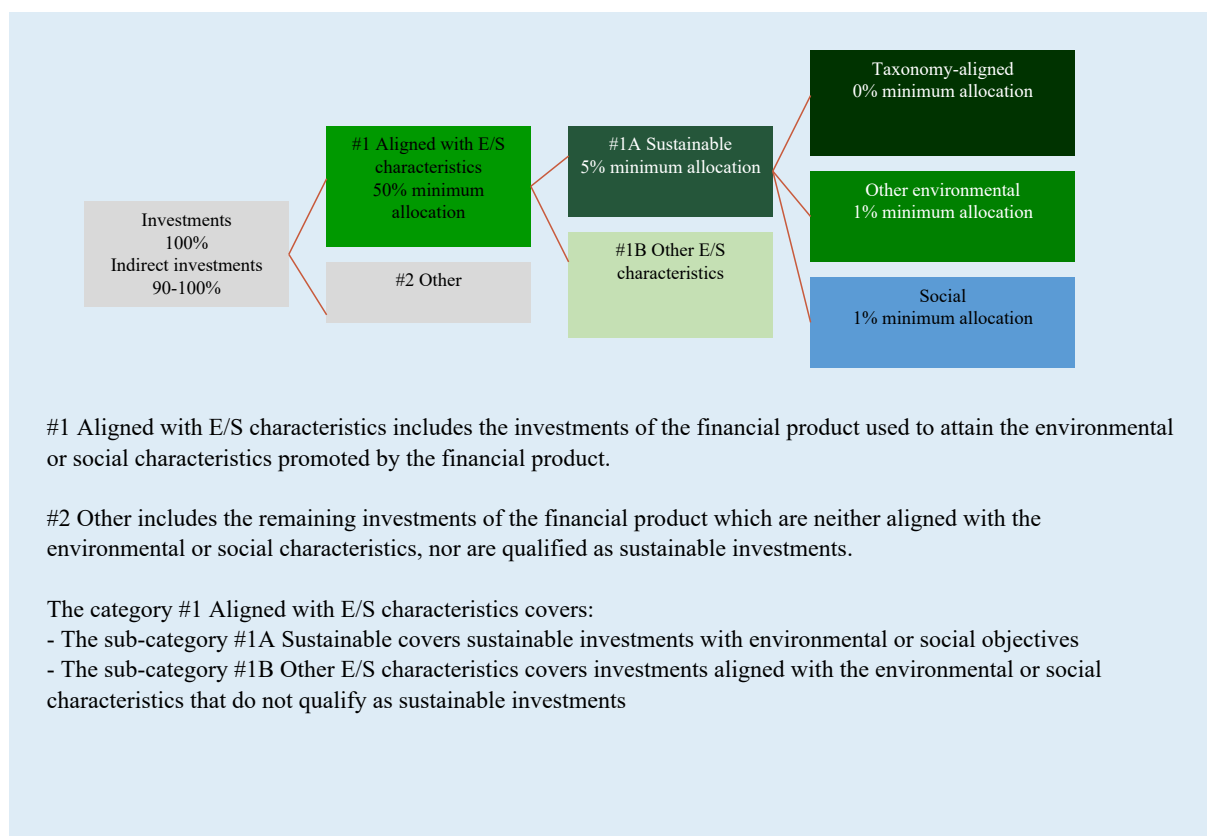 Investments
100%
Indirect investments
90-100%
#1 Aligned with E/S
characteristics
50% minimum
allocation
#2 Other
#1A Sustainable
5% minimum allocation
#1B Other E/S
characteristics
Taxonomy-aligned
0% minimum allocation
Other environmental
1% minimum allocation
Social
1% minimum allocation
#1 Aligned with E/S characteristics includes the investments of the financial product used to attain the environmental
or social characteristics promoted by the financial product.
#2 Other includes the remaining investments of the financial product which are neither aligned with the
environmental or social characteristics, nor are qualified as sustainable investments.
The category #1 Aligned with E/S characteristics covers:
- The sub-category #1A Sustainable covers sustainable investments with environmental or social objectives
- The sub-category #1B Other E/S characteristics covers investments aligned with the environmental or social
characteristics that do not qualify as sustainable investments